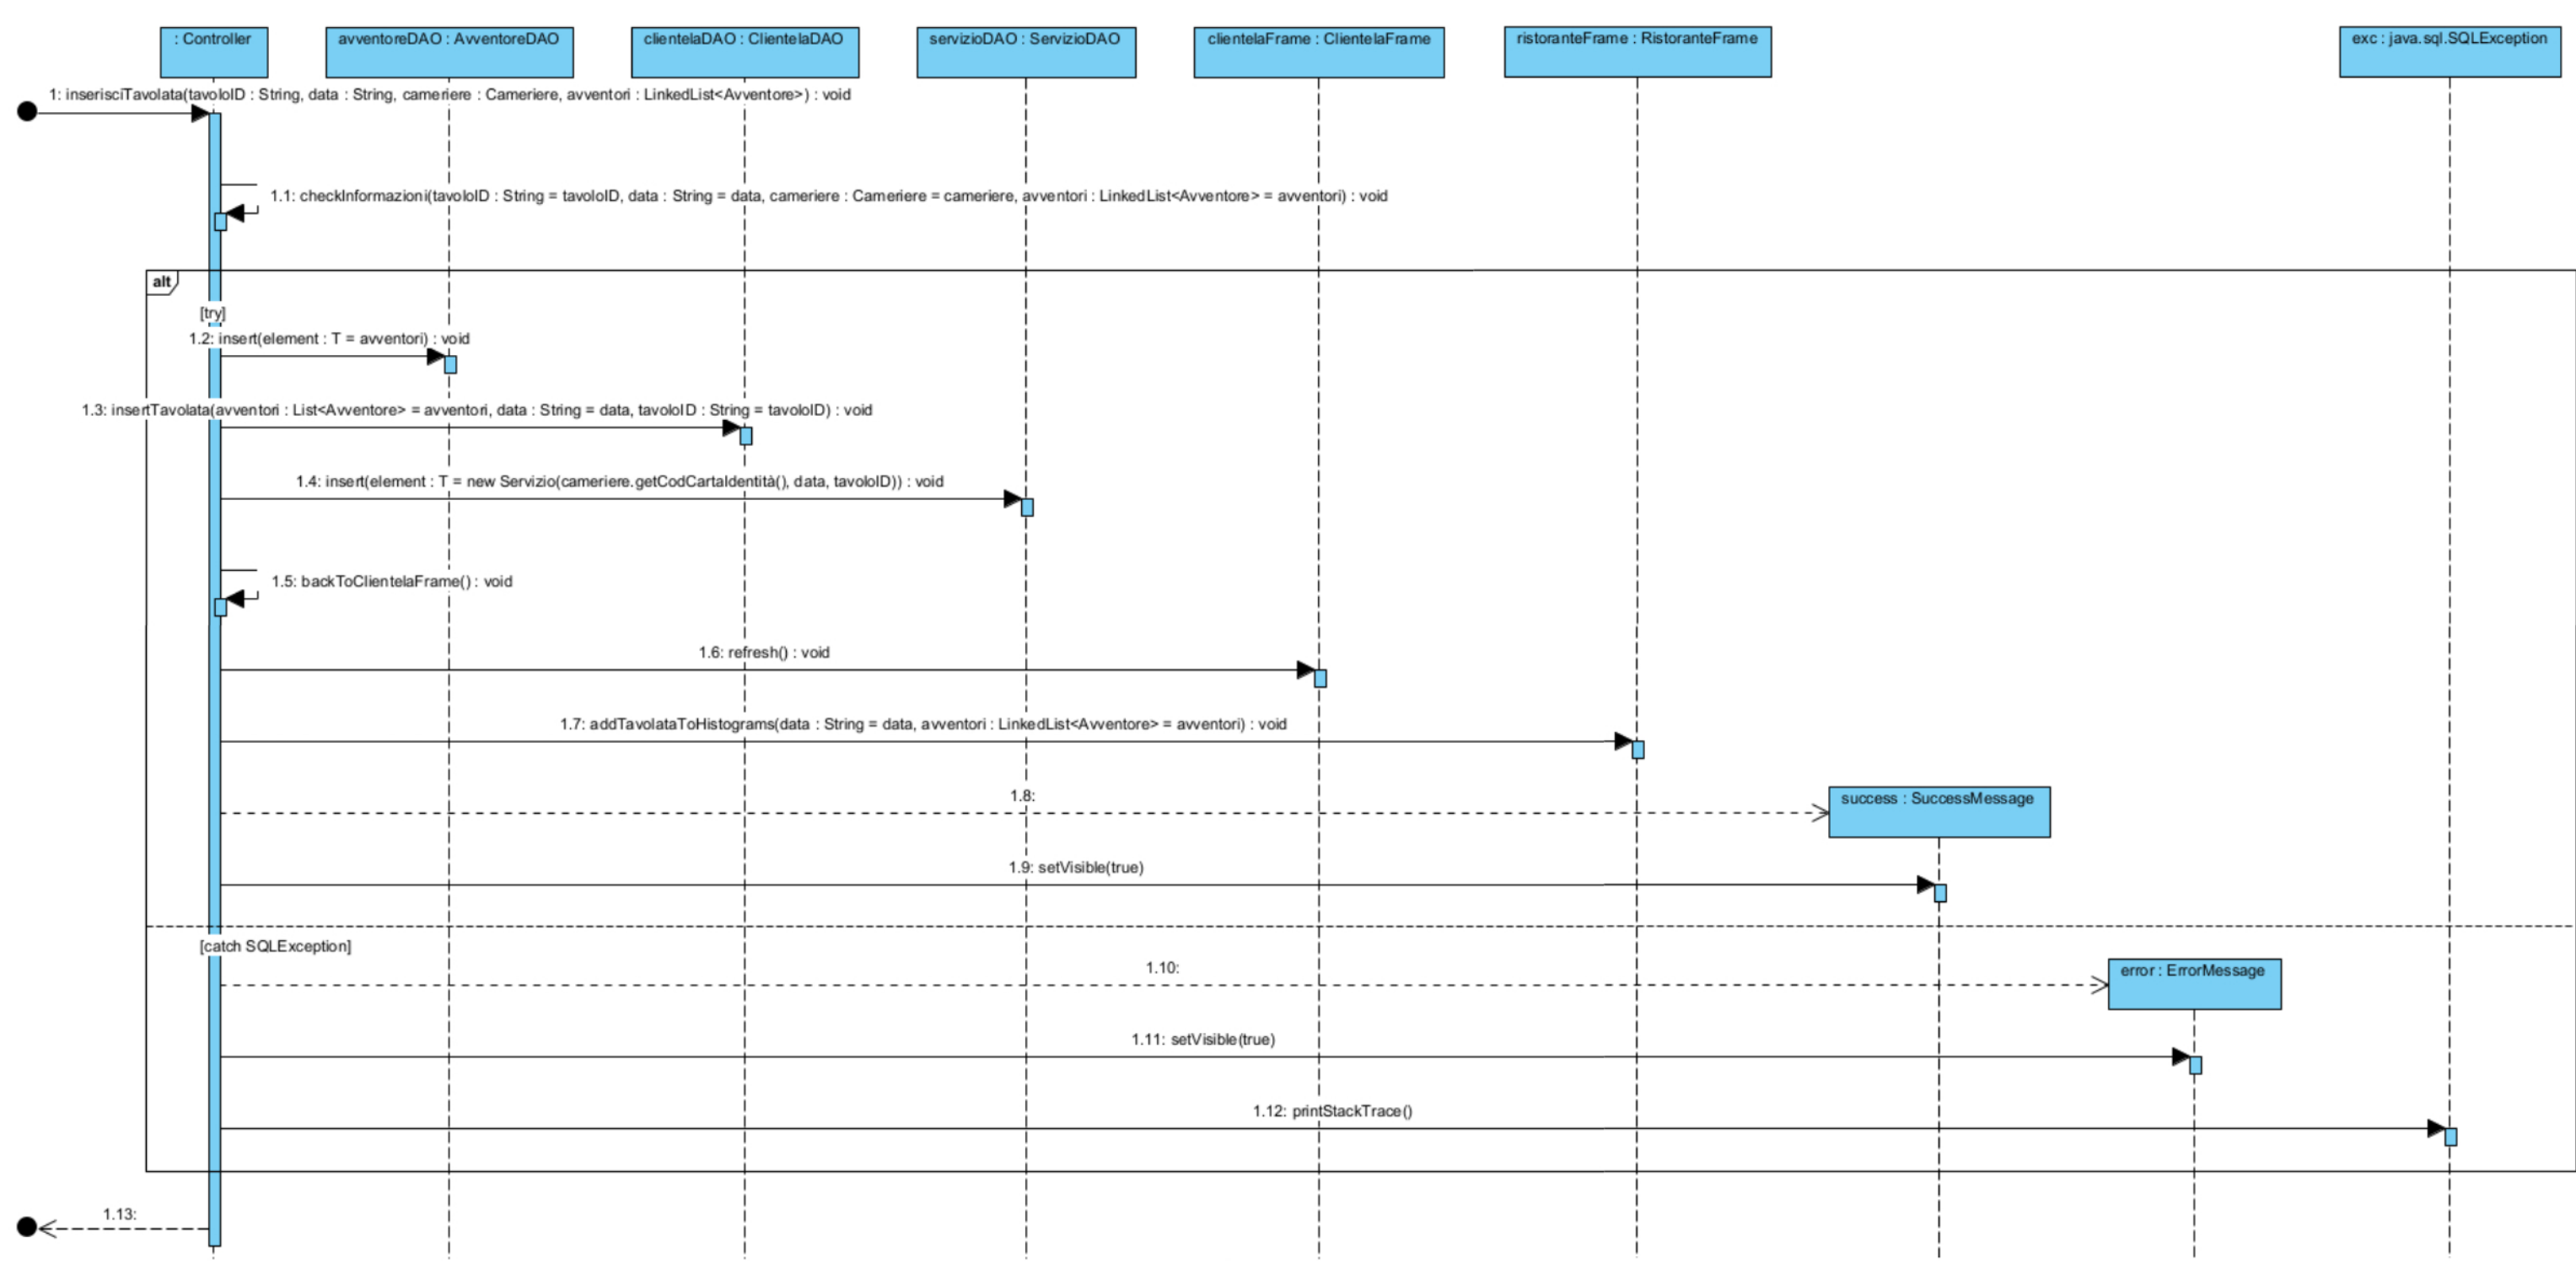 : Controller
avventoreDAO : AvventoreDAO
clientelaDAO : ClientelaDAO
servizioDAO : ServizioDAO
clientelaFrame : ClientelaFrame
ristoranteFrame : RistoranteFrame
exc : java.sql.SQLException
1: inserisciTavolata(tavoloID : String, data : String, cameriere : Cameriere, avventori : LinkedList<Avventore>) : void
1.1: checkInformazioni(tavoloID : String = tavoloID, data : String = data, cameriere : Cameriere = cameriere, avventori : LinkedList<Avventore> = avventori) : void
alt
[try]
1.2: insert(element : T = avventori) : void
1.3: insertTavolata(avventori : List<Avventore> = avventori, data : String = data, tavoloID : String = tavoloID) : void
1.4: insert(element : T = new Servizio(cameriere.getCodCartaIdentità(), data, tavoloID)) : void
1.5: backToClientelaFrame() : void
1.6: refresh() : void
1.7: addTavolataToHistograms(data : String = data, avventori : LinkedList<Avventore> = avventori) : void
1.8:
success : SuccessMessage
1.9: setVisible(true)
[catch SQLException]
1.10:
error : ErrorMessage
1.11: setVisible(true)
1.12: printStackTrace()
1.13: